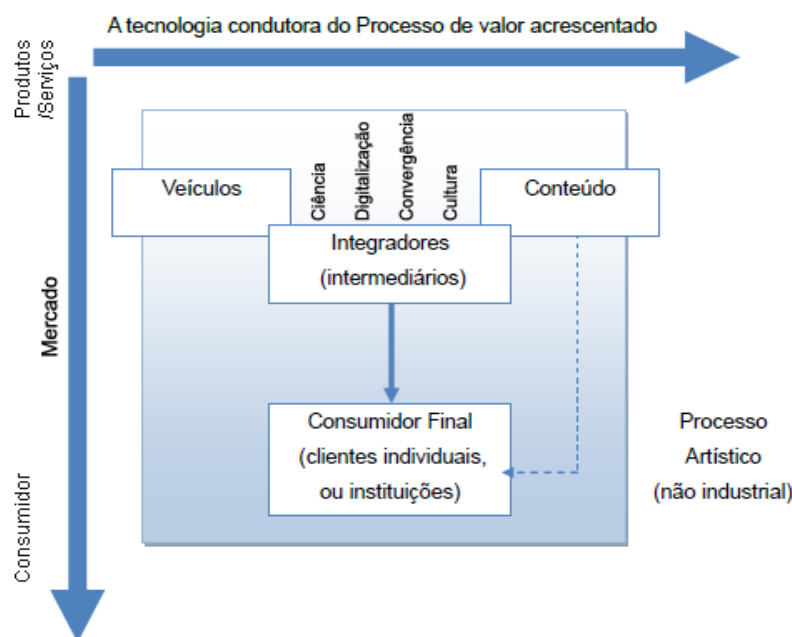 A tecnologia condutora do Processo de valor acrescentado
Produtos
/Serviços
Mercado
Consumidor
Veículos
Ciência
Digitalização
Convergência
Cultura
Conteúdo
Integradores
(intermediários)
Consumidor Final
(clientes individuais,
ou instituições)
Processo
Artístico
(não industrial)